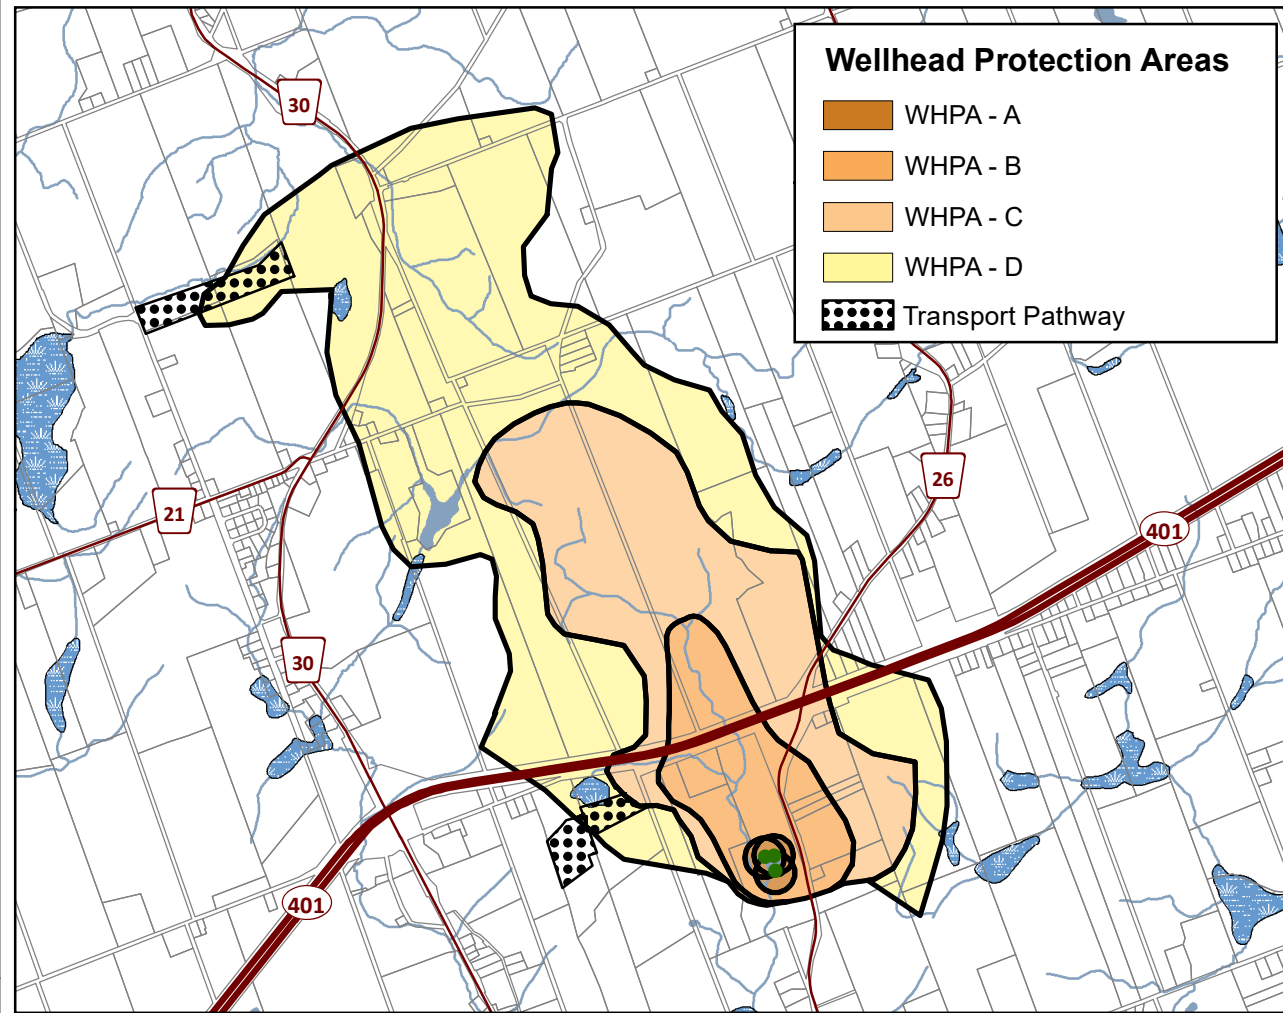 Wellhead Protection Areas
WHPA - A
WHPA - B
WHPA - C
WHPA - D
Transport Pathway
30
26
21
401
30
401